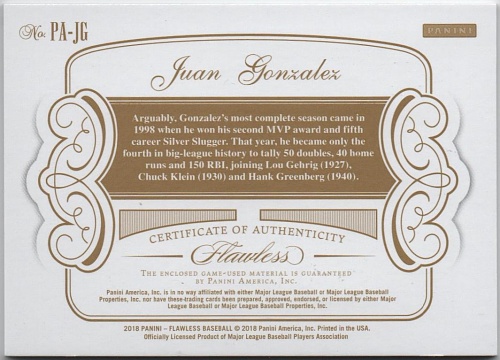 No. PA-JG
PANINI
Juan Gonzalez
Arguably, Gonzalez's most complete season came in
1998 when he won his second MVP award and fifth
career Silver Slugger. That year, he became only the
fourth in big-league history to tally 50 doubles, 40 home
runs and 150 RBI, joining Lou Gehrig (1927),
Chuck Klein (1930) and Hank Greenberg (1940).
CERTIFICATE OF AUTHENTICITY
Flawless
THE ENCLOSED GAME-USED MATERIAL IS GUARANTEED
BY PANINI AMERICA, INC.
Panini America, Inc. is in no way affiliated with either Major League Baseball or Major League Baseball
Properties, Inc., nor have these trading cards been prepared, approved, endorsed, or licensed by either Major
League Baseball or Major League Baseball Properties, Inc.
2018 PANINI – FLAWLESS BASEBALL © 2018 Panini America, Inc. Printed in the USA.
Officially Licensed Product of Major League Baseball Players Association